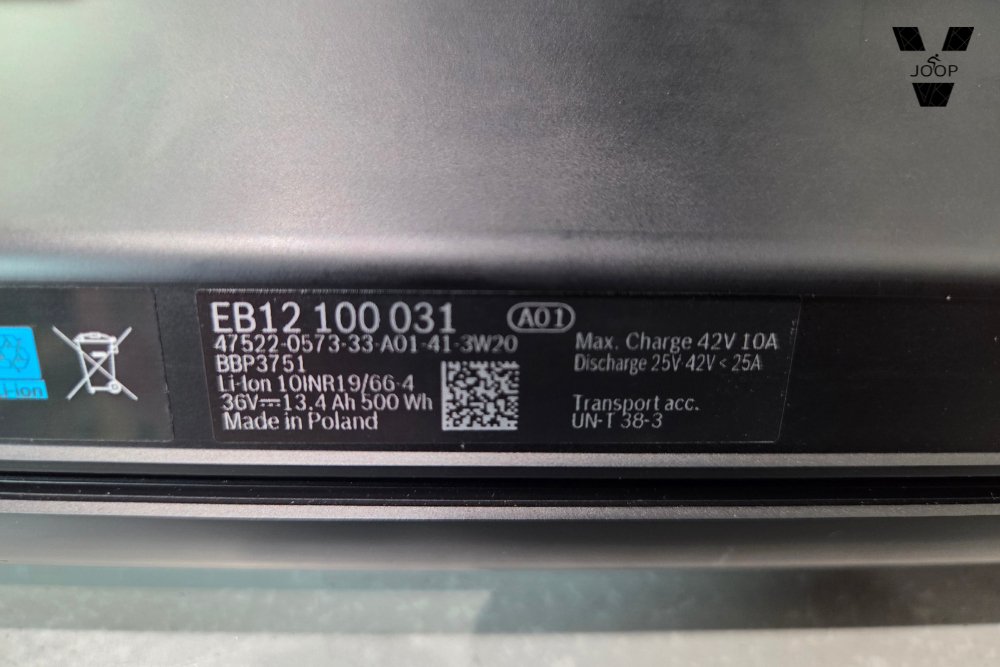 JOOP
EB12 100 031
A01
47522-0573-33-A01-41-3W20
BBP3751
Li-Ion 10INR19/66-4
36V⎓13.4 Ah 500 Wh
Made in Poland
Max. Charge 42V 10A
Discharge 25V-42V < 25A
Transport acc.
UN-T 38-3
Li-ion